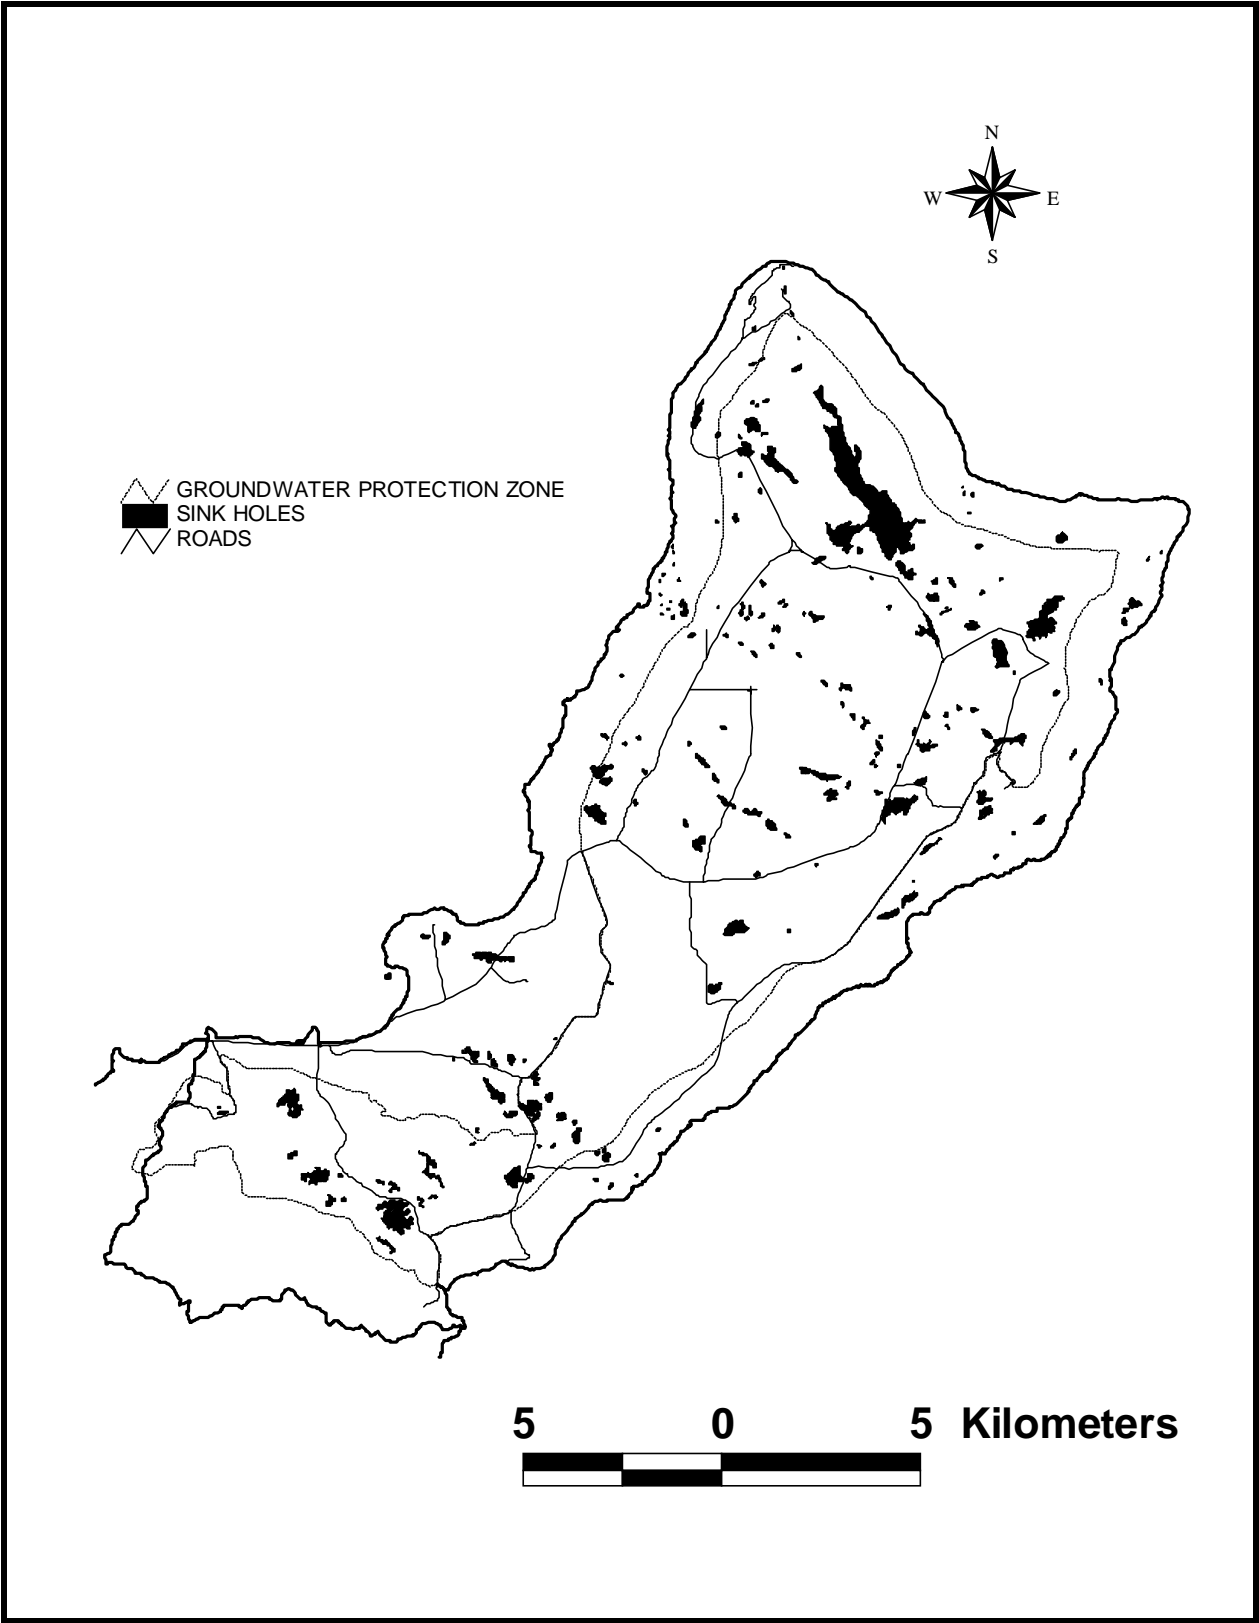 N
W E
S
GROUNDWATER PROTECTION ZONE
SINK HOLES
ROADS
5 0 5 Kilometers